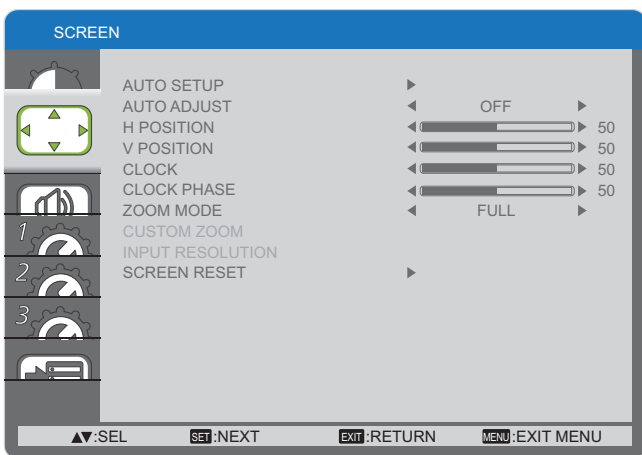 SCREEN
AUTO SETUP
AUTO ADJUST OFF
H POSITION 50
V POSITION 50
CLOCK 50
CLOCK PHASE 50
ZOOM MODE FULL
CUSTOM ZOOM
INPUT RESOLUTION
SCREEN RESET
1
2
3
▲▼:SEL SET:NEXT EXIT:RETURN MENU:EXIT MENU